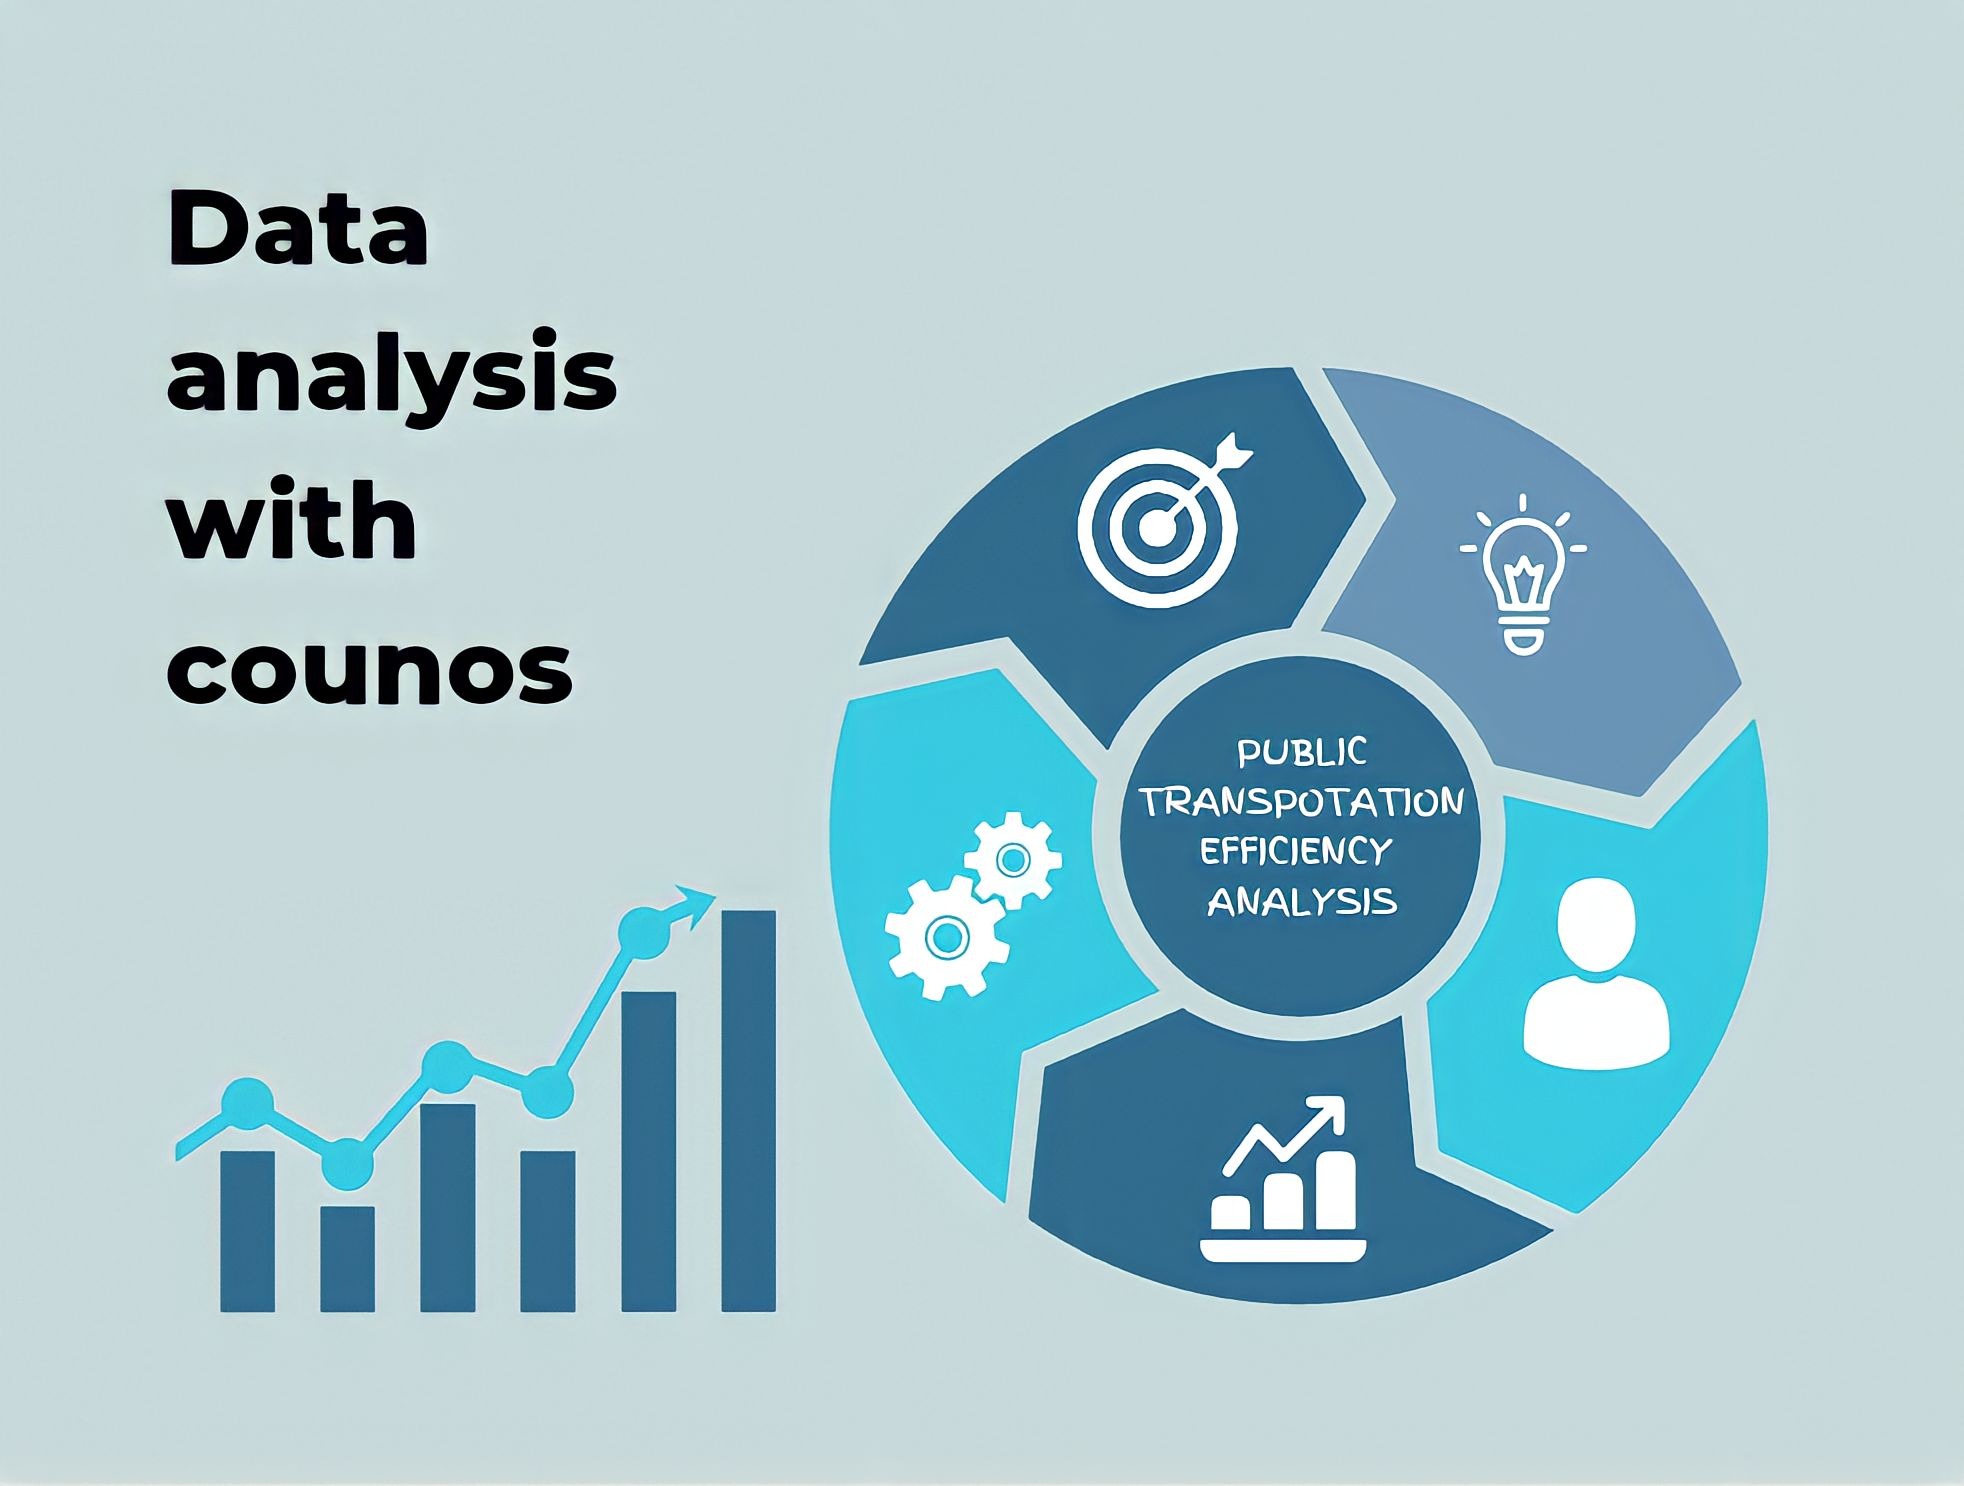 Data
analysis
with
counos
PUBLIC
TRANSPOTATION
EFFICIENCY
ANALYSIS